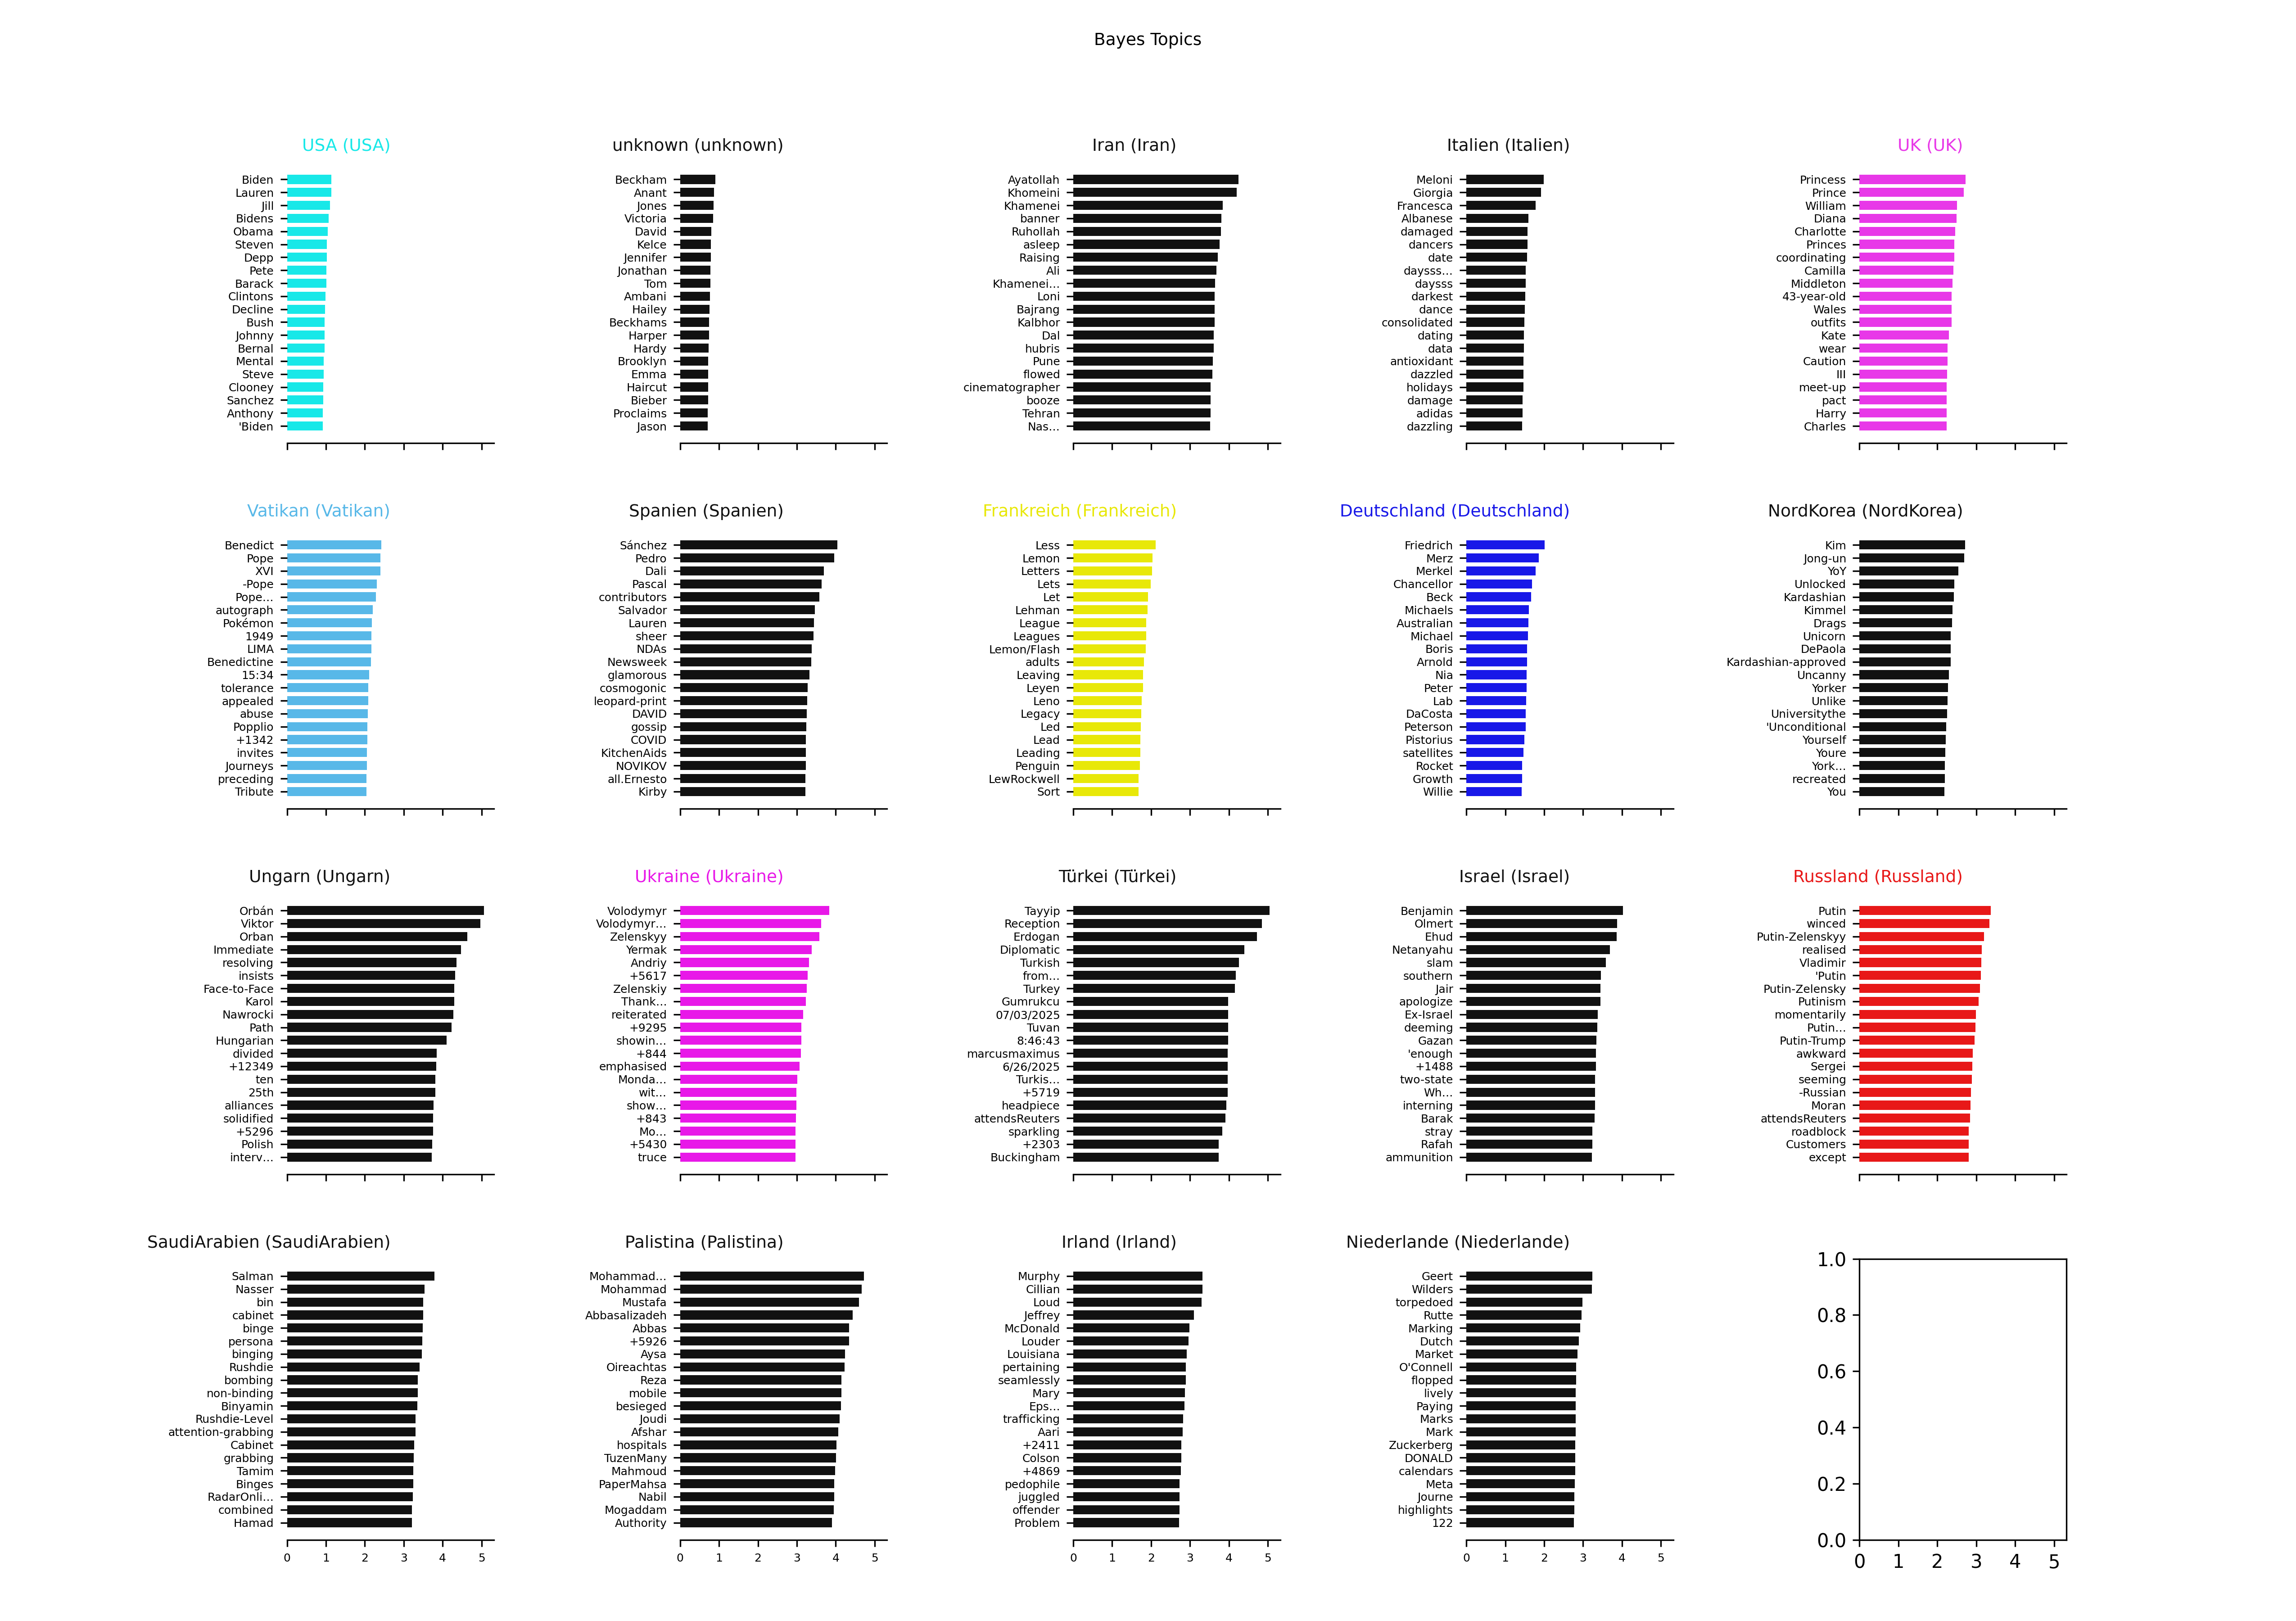 Bayes Topics
USA (USA)
Biden
Lauren
Jill
Bidens
Obama
Steven
Depp
Pete
Barack
Clintons
Decline
Bush
Johnny
Bernal
Mental
Steve
Clooney
Sanchez
Anthony
'Biden
unknown (unknown)
Beckham
Anant
Jones
Victoria
David
Kelce
Jennifer
Jonathan
Tom
Ambani
Hailey
Beckhams
Harper
Hardy
Brooklyn
Emma
Haircut
Bieber
Proclaims
Jason
Iran (Iran)
Ayatollah
Khomeini
Khamenei
banner
Ruhollah
asleep
Raising
Ali
Khamenei…
Loni
Bajrang
Kalbhor
Dal
hubris
Pune
flowed
cinematographer
booze
Tehran
Nas…
Italien (Italien)
Meloni
Giorgia
Francesca
Albanese
damaged
dancers
date
daysss…
daysss
darkest
dance
consolidated
dating
data
antioxidant
dazzled
holidays
damage
adidas
dazzling
UK (UK)
Princess
Prince
William
Diana
Charlotte
Princes
coordinating
Camilla
Middleton
43-year-old
Wales
outfits
Kate
wear
Caution
III
meet-up
pact
Harry
Charles
Vatikan (Vatikan)
Benedict
Pope
XVI
-Pope
Pope…
autograph
Pokémon
1949
LIMA
Benedictine
15:34
tolerance
appealed
abuse
Popplio
+1342
invites
Journeys
preceding
Tribute
Spanien (Spanien)
Sánchez
Pedro
Dali
Pascal
contributors
Salvador
Lauren
sheer
NDAs
Newsweek
glamorous
cosmogonic
leopard-print
DAVID
gossip
COVID
KitchenAids
NOVIKOV
all.Ernesto
Kirby
Frankreich (Frankreich)
Less
Lemon
Letters
Lets
Let
Lehman
League
Leagues
Lemon/Flash
adults
Leaving
Leyen
Leno
Legacy
Led
Lead
Leading
Penguin
LewRockwell
Sort
Deutschland (Deutschland)
Friedrich
Merz
Merkel
Chancellor
Beck
Michaels
Australian
Michael
Boris
Arnold
Nia
Peter
Lab
DaCosta
Peterson
Pistorius
satellites
Rocket
Growth
Willie
NordKorea (NordKorea)
Kim
Jong-un
YoY
Unlocked
Kardashian
Kimmel
Drags
Unicorn
DePaola
Kardashian-approved
Uncanny
Yorker
Unlike
Universitythe
'Unconditional
Yourself
Youre
York…
recreated
You
Ungarn (Ungarn)
Orbán
Viktor
Orban
Immediate
resolving
insists
Face-to-Face
Karol
Nawrocki
Path
Hungarian
divided
+12349
ten
25th
alliances
solidified
+5296
Polish
interv…
Ukraine (Ukraine)
Volodymyr
Volodymyr…
Zelenskyy
Yermak
Andriy
+5617
Zelenskiy
Thank…
reiterated
+9295
showin…
+844
emphasised
Monda…
wit…
show…
+843
Mo…
+5430
truce
Türkei (Türkei)
Tayyip
Reception
Erdogan
Diplomatic
Turkish
from…
Turkey
Gumrukcu
07/03/2025
Tuvan
8:46:43
marcusmaximus
6/26/2025
Turkis…
+5719
headpiece
attendsReuters
sparkling
+2303
Buckingham
Israel (Israel)
Benjamin
Olmert
Ehud
Netanyahu
slam
southern
Jair
apologize
Ex-Israel
deeming
Gazan
'enough
+1488
two-state
Wh…
interning
Barak
stray
Rafah
ammunition
Russland (Russland)
Putin
winced
Putin-Zelenskyy
realised
Vladimir
'Putin
Putin-Zelensky
Putinism
momentarily
Putin…
Putin-Trump
awkward
Sergei
seeming
-Russian
Moran
attendsReuters
roadblock
Customers
except
SaudiArabien (SaudiArabien)
Salman
Nasser
bin
cabinet
binge
persona
binging
Rushdie
bombing
non-binding
Binyamin
Rushdie-Level
attention-grabbing
Cabinet
grabbing
Tamim
Binges
RadarOnli…
combined
Hamad
0 1 2 3 4 5
Palistina (Palistina)
Mohammad…
Mohammad
Mustafa
Abbasalizadeh
Abbas
+5926
Aysa
Oireachtas
Reza
mobile
besieged
Joudi
Afshar
hospitals
TuzenMany
Mahmoud
PaperMahsa
Nabil
Mogaddam
Authority
0 1 2 3 4 5
Irland (Irland)
Murphy
Cillian
Loud
Jeffrey
McDonald
Louder
Louisiana
pertaining
seamlessly
Mary
Eps…
trafficking
Aari
+2411
Colson
+4869
pedophile
juggled
offender
Problem
0 1 2 3 4 5
Niederlande (Niederlande)
Geert
Wilders
torpedoed
Rutte
Marking
Dutch
Market
O'Connell
flopped
lively
Paying
Marks
Mark
Zuckerberg
DONALD
calendars
Meta
Journe
highlights
122
0 1 2 3 4 5
1.0
0.8
0.6
0.4
0.2
0.0
0 1 2 3 4 5